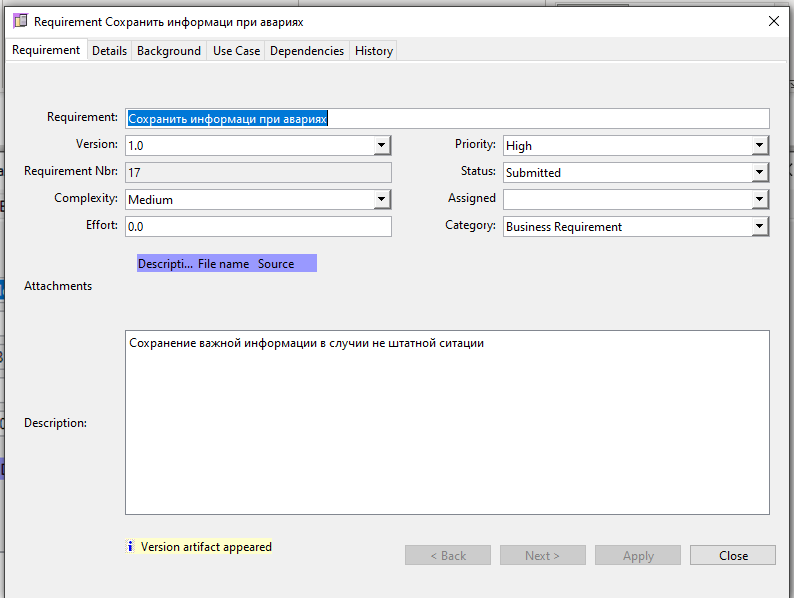 Requirement Сохранить информаци при авариях
Requirement Details Background Use Case Dependencies History
Requirement: Сохранить информаци при авариях
Version: 1.0 Priority: High
Requirement Nbr: 17 Status: Submitted
Complexity: Medium Assigned
Effort: 0.0 Category: Business Requirement
Descripti... File name Source
Attachments
Сохранение важной информации в случии не штатной ситации
Description:
Version artifact appeared
< Back Next > Apply Close